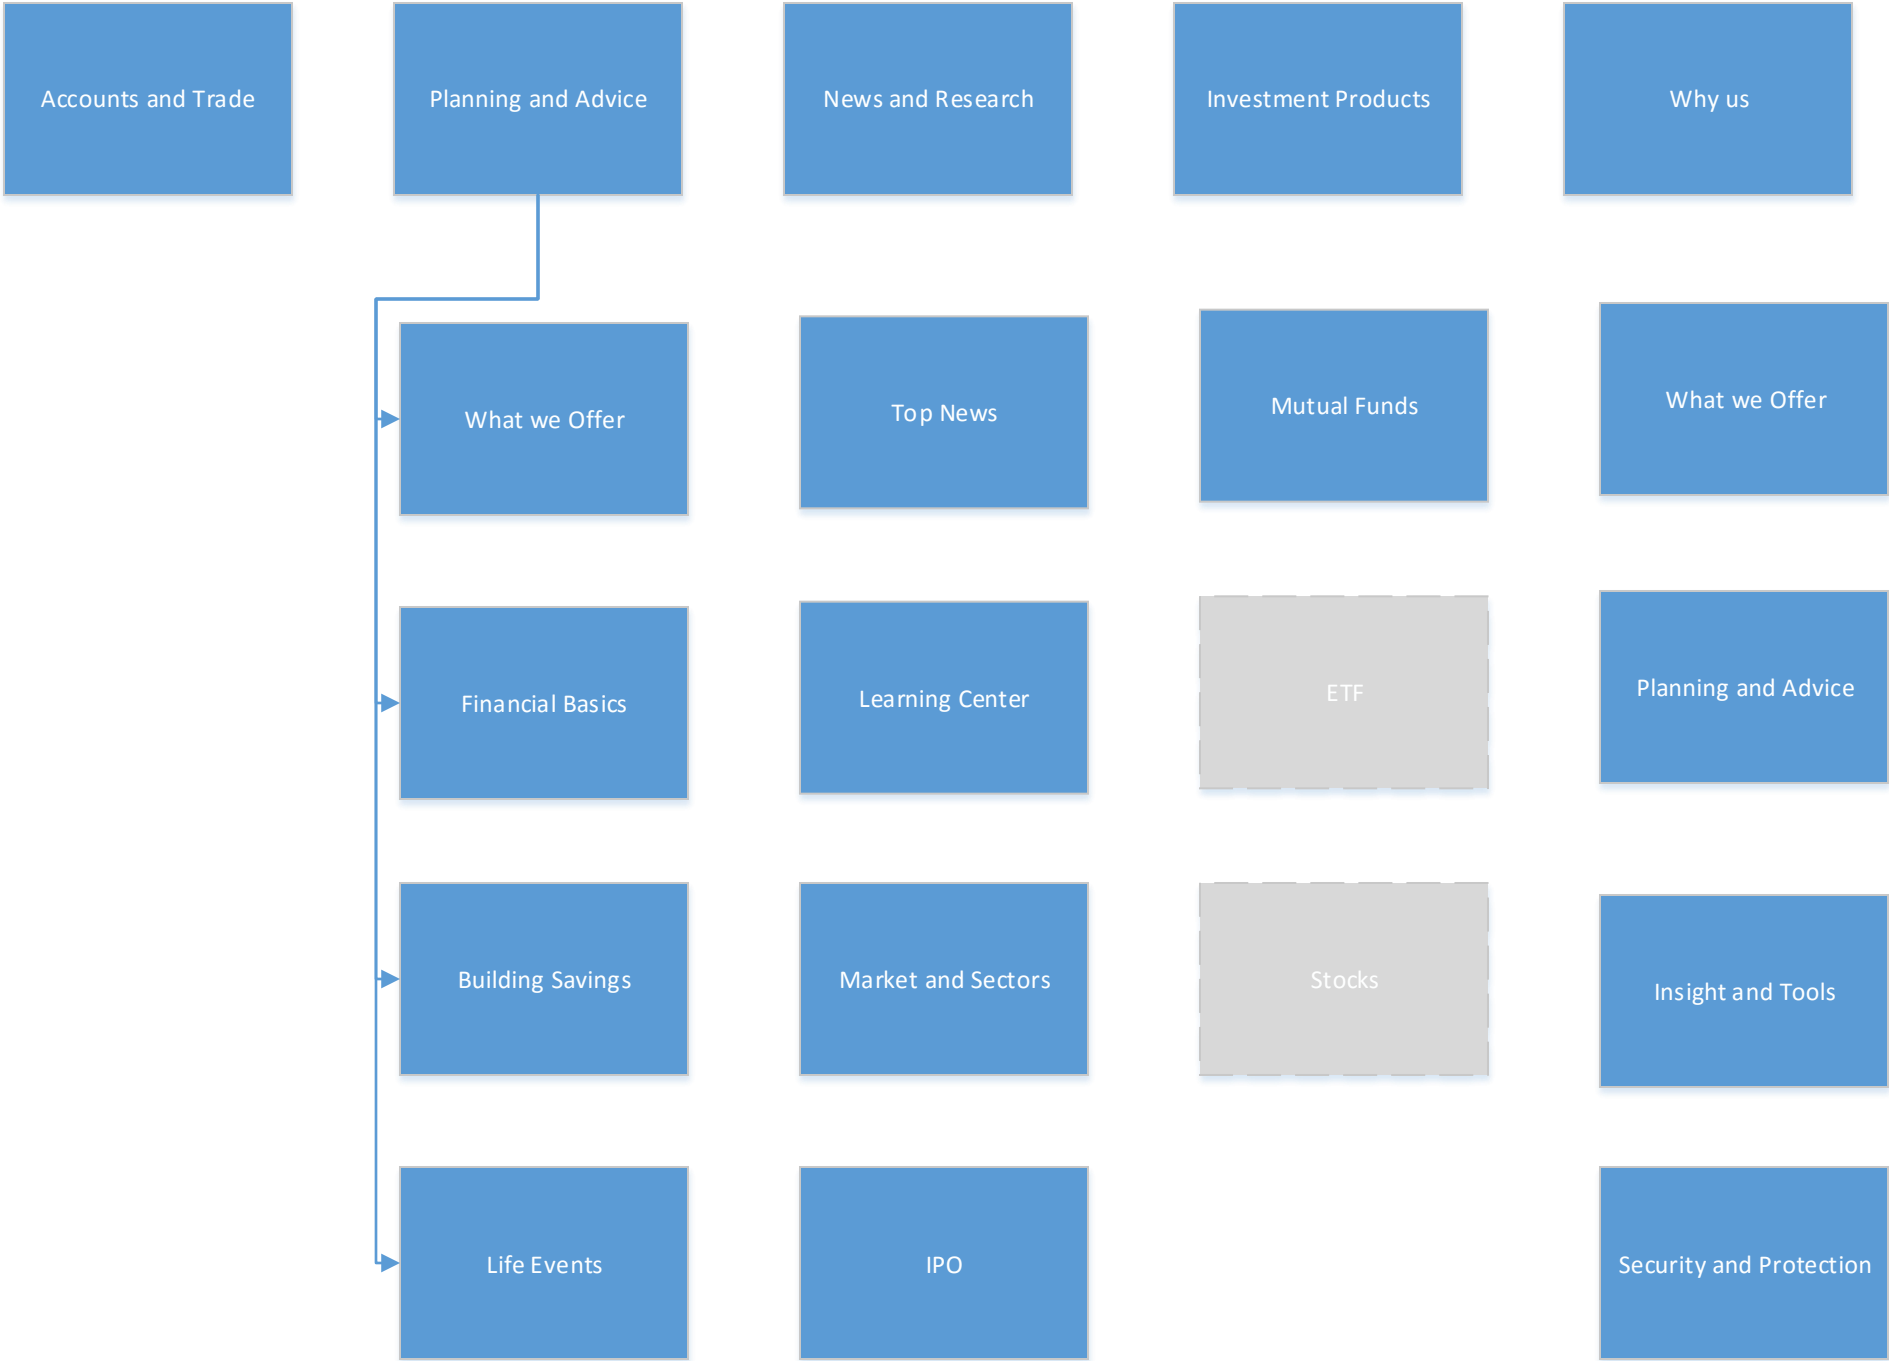 Accounts and Trade
Planning and Advice
News and Research
Investment Products
Why us
What we Offer
Top News
Mutual Funds
What we Offer
Financial Basics
Learning Center
ETF
Planning and Advice
Building Savings
Market and Sectors
Stocks
Insight and Tools
Life Events
IPO
Security and Protection